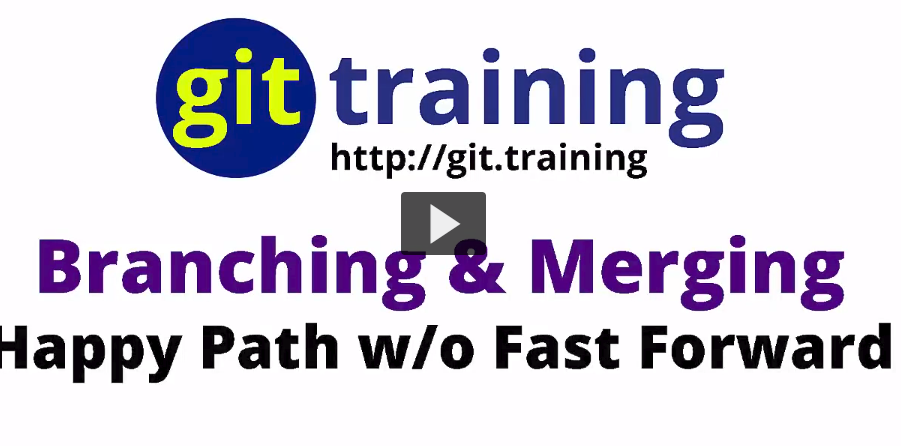 git training
http://git.training
Branching & Merging
Happy Path w/o Fast Forward